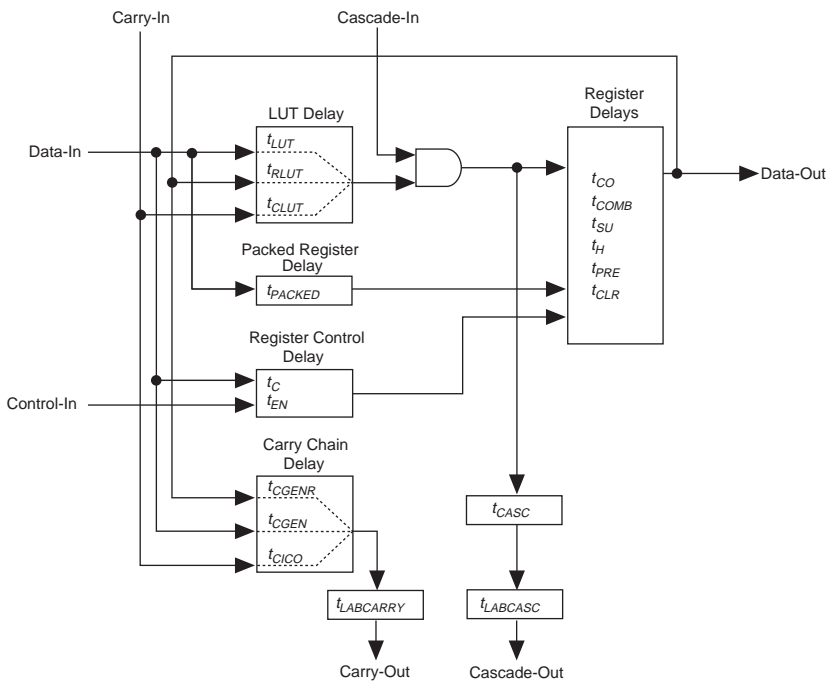 Carry-In
Cascade-In
LUT Delay
Register
Delays
Data-In
tLUT
tRLUT
tCLUT
tCO
tCOMB
tSU
tH
tPRE
tCLR
Data-Out
Packed Register
Delay
tPACKED
Register Control
Delay
tC
tEN
Control-In
Carry Chain
Delay
tCGENR
tCGEN
tCICO
tCASC
tLABCARRY
tLABCASC
Carry-Out
Cascade-Out